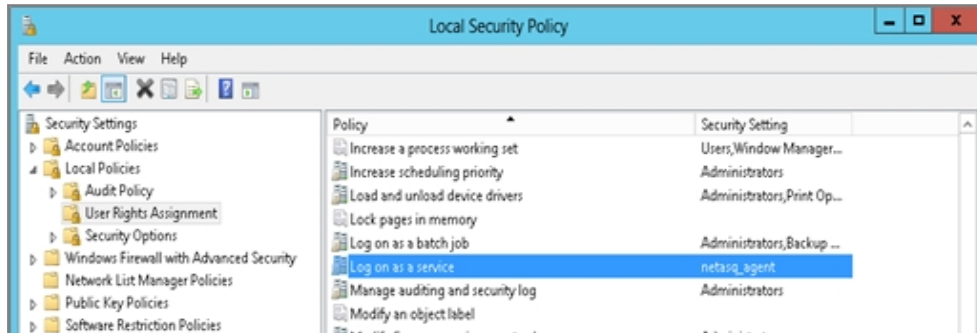 Local Security Policy
File Action View Help
Security Settings
Account Policies
Local Policies
Audit Policy
User Rights Assignment
Security Options
Windows Firewall with Advanced Security
Network List Manager Policies
Public Key Policies
Software Restriction Policies
Policy Security Setting
Increase a process working set Users,Window Manager...
Increase scheduling priority Administrators
Load and unload device drivers Administrators,Print Op...
Lock pages in memory
Log on as a batch job Administrators,Backup ...
Log on as a service netasq_agent
Manage auditing and security log Administrators
Modify an object label